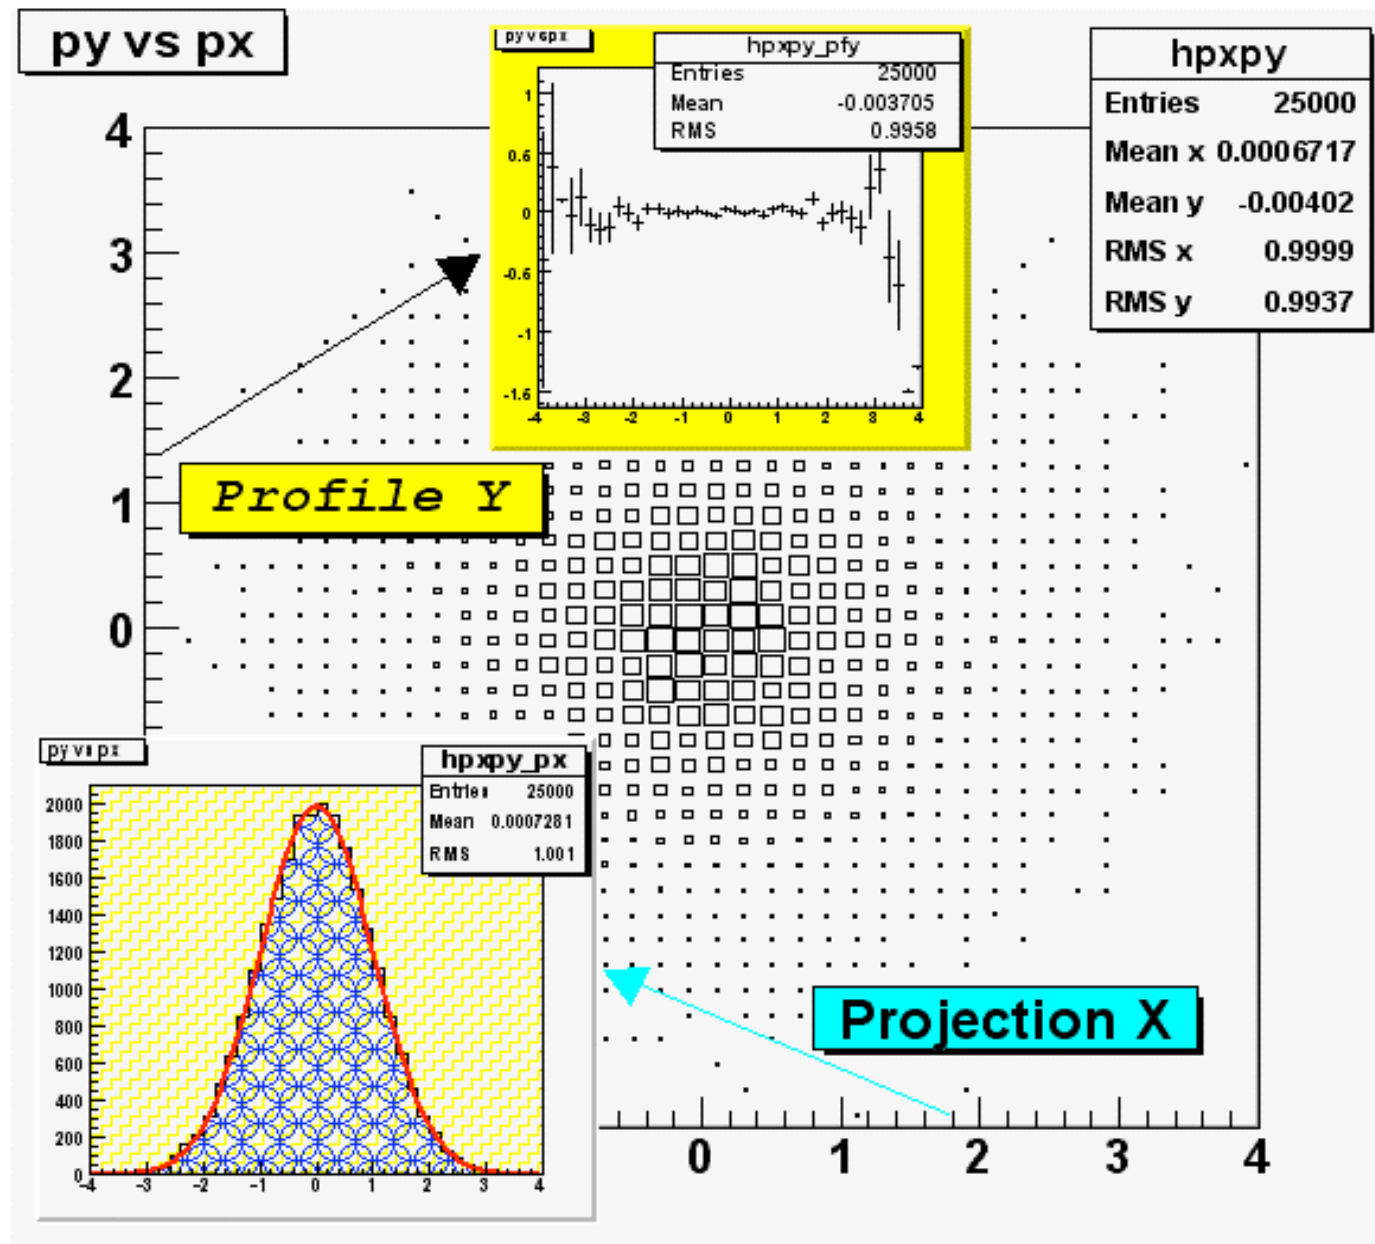 py vs px
py vs px
hpxpy_pfy
Entries 25000
Mean -0.003705
RMS 0.9958
1
0.6
0
-0.6
-1
-1.6
-4 -3 -2 -1 0 1 2 3 4
hpxpy
Entries 25000
Mean x 0.0006717
Mean y -0.00402
RMS x 0.9999
RMS y 0.9937
4
3
2
1
0
Profile Y
py vs px
hpxpy_px
Entries 25000
Mean 0.0007281
RMS 1.001
2000
1800
1600
1400
1200
1000
800
600
400
200
0
-4 -3 -2 -1 0 1 2 3 4
Projection X
0 1 2 3 4